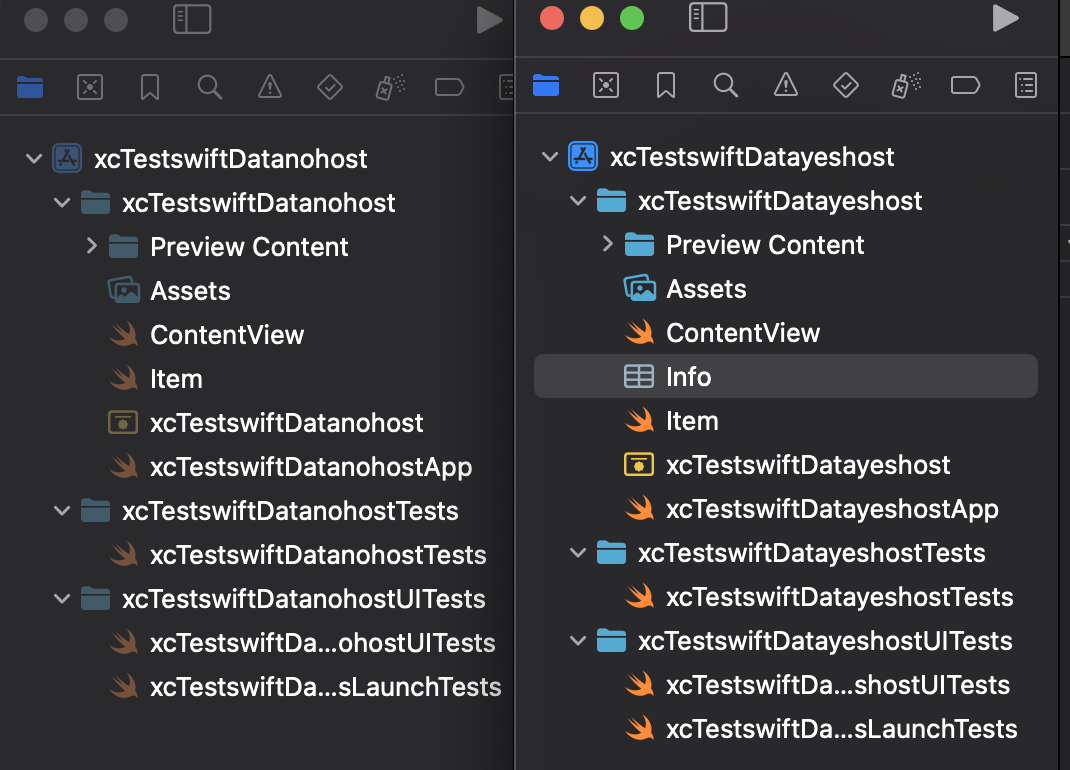 xcTestswiftDatanohost
xcTestswiftDatanohost
Preview Content
Assets
ContentView
Item
xcTestswiftDatanohost
xcTestswiftDatanohostApp
xcTestswiftDatanohostTests
xcTestswiftDatanohostTests
xcTestswiftDatanohostUITests
xcTestswiftDa...ohostUITests
xcTestswiftDa...sLaunchTests
xcTestswiftDatayeshost
xcTestswiftDatayeshost
Preview Content
Assets
ContentView
Info
Item
xcTestswiftDatayeshost
xcTestswiftDatayeshostApp
xcTestswiftDatayeshostTests
xcTestswiftDatayeshostTests
xcTestswiftDatayeshostUITests
xcTestswiftDa...shostUITests
xcTestswiftDa...sLaunchTests